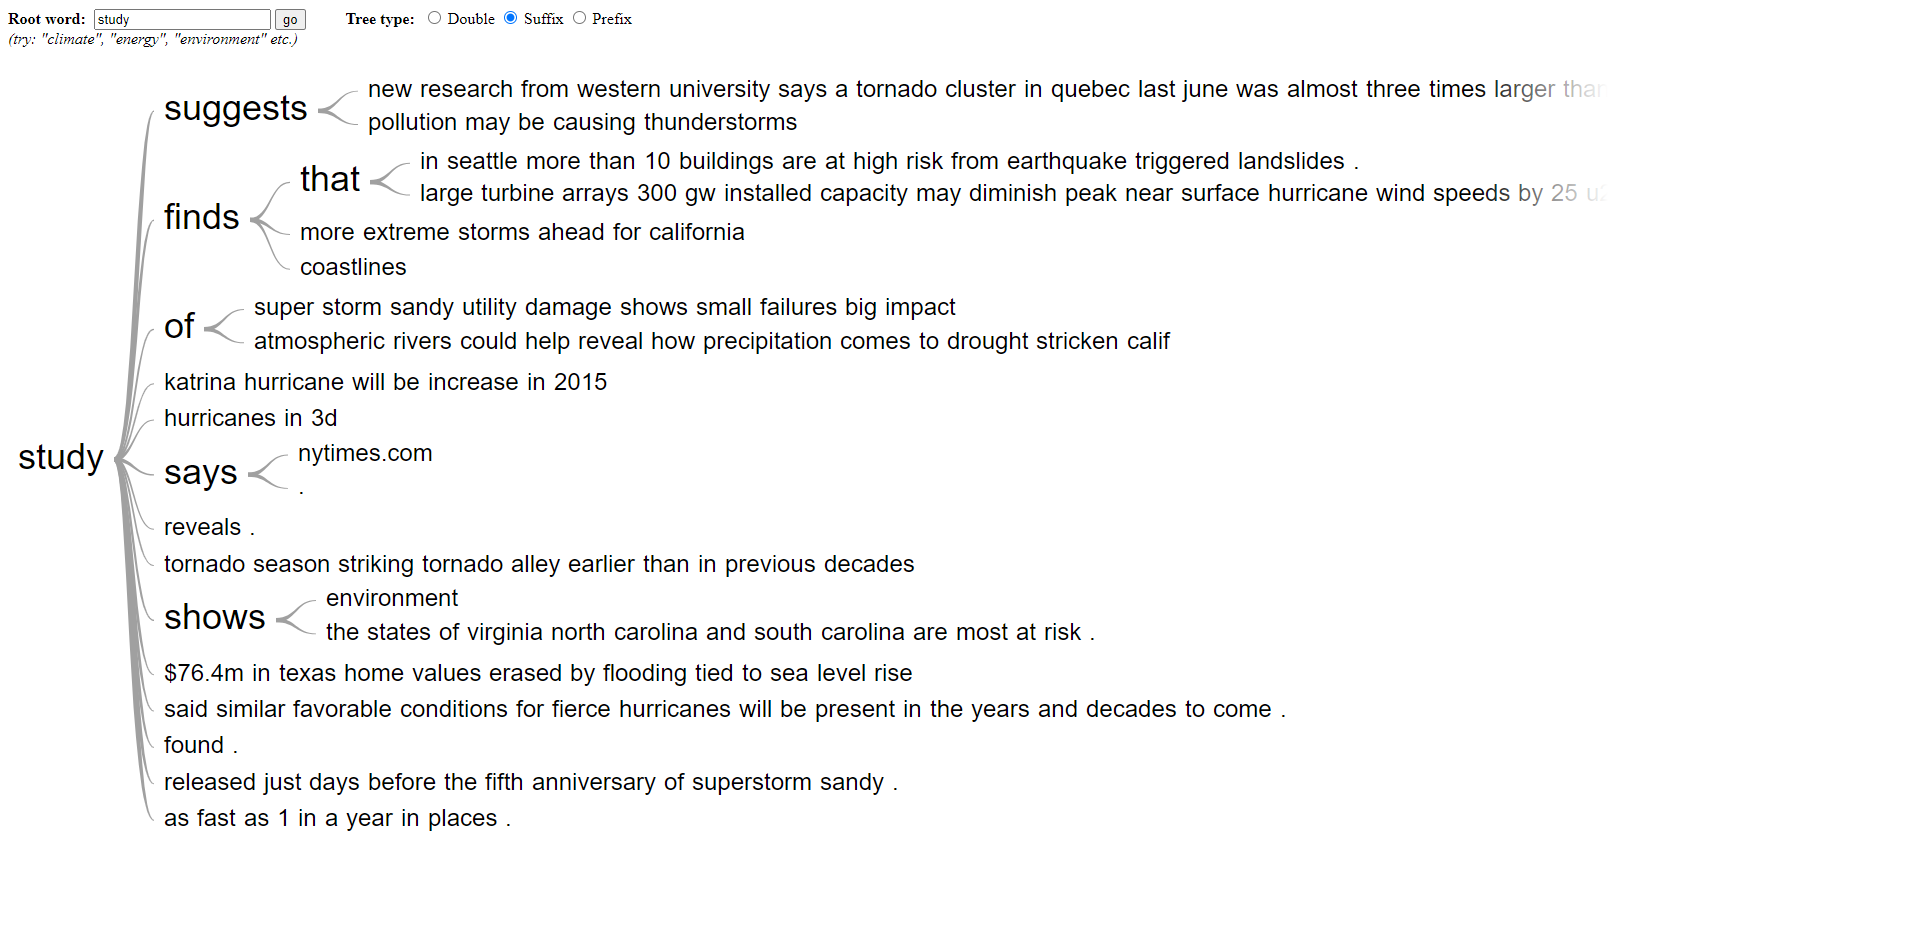 Root word: study go Tree type: Double Suffix Prefix
(try: "climate", "energy", "environment" etc.)
suggests
new research from western university says a tornado cluster in quebec last june was almost three times larger than
pollution may be causing thunderstorms
finds
that
in seattle more than 10 buildings are at high risk from earthquake triggered landslides .
large turbine arrays 300 gw installed capacity may diminish peak near surface hurricane wind speeds by 25
more extreme storms ahead for california
coastlines
of
super storm sandy utility damage shows small failures big impact
atmospheric rivers could help reveal how precipitation comes to drought stricken calif
katrina hurricane will be increase in 2015
hurricanes in 3d
study
says
nytimes.com
.
reveals .
tornado season striking tornado alley earlier than in previous decades
shows
environment
the states of virginia north carolina and south carolina are most at risk .
$76.4m in texas home values erased by flooding tied to sea level rise
said similar favorable conditions for fierce hurricanes will be present in the years and decades to come .
found .
released just days before the fifth anniversary of superstorm sandy .
as fast as 1 in a year in places .